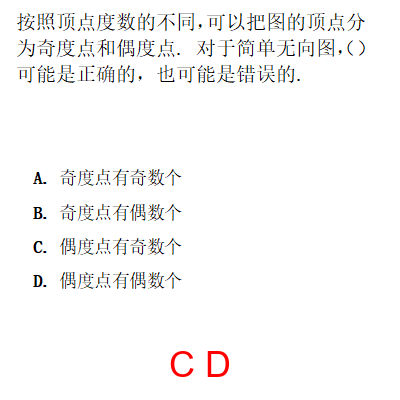 按照顶点度数的不同,可以把图的顶点分
为奇度点和偶度点. 对于简单无向图,()
可能是正确的，也可能是错误的.
A. 奇度点有奇数个
B. 奇度点有偶数个
C. 偶度点有奇数个
D. 偶度点有偶数个
C D